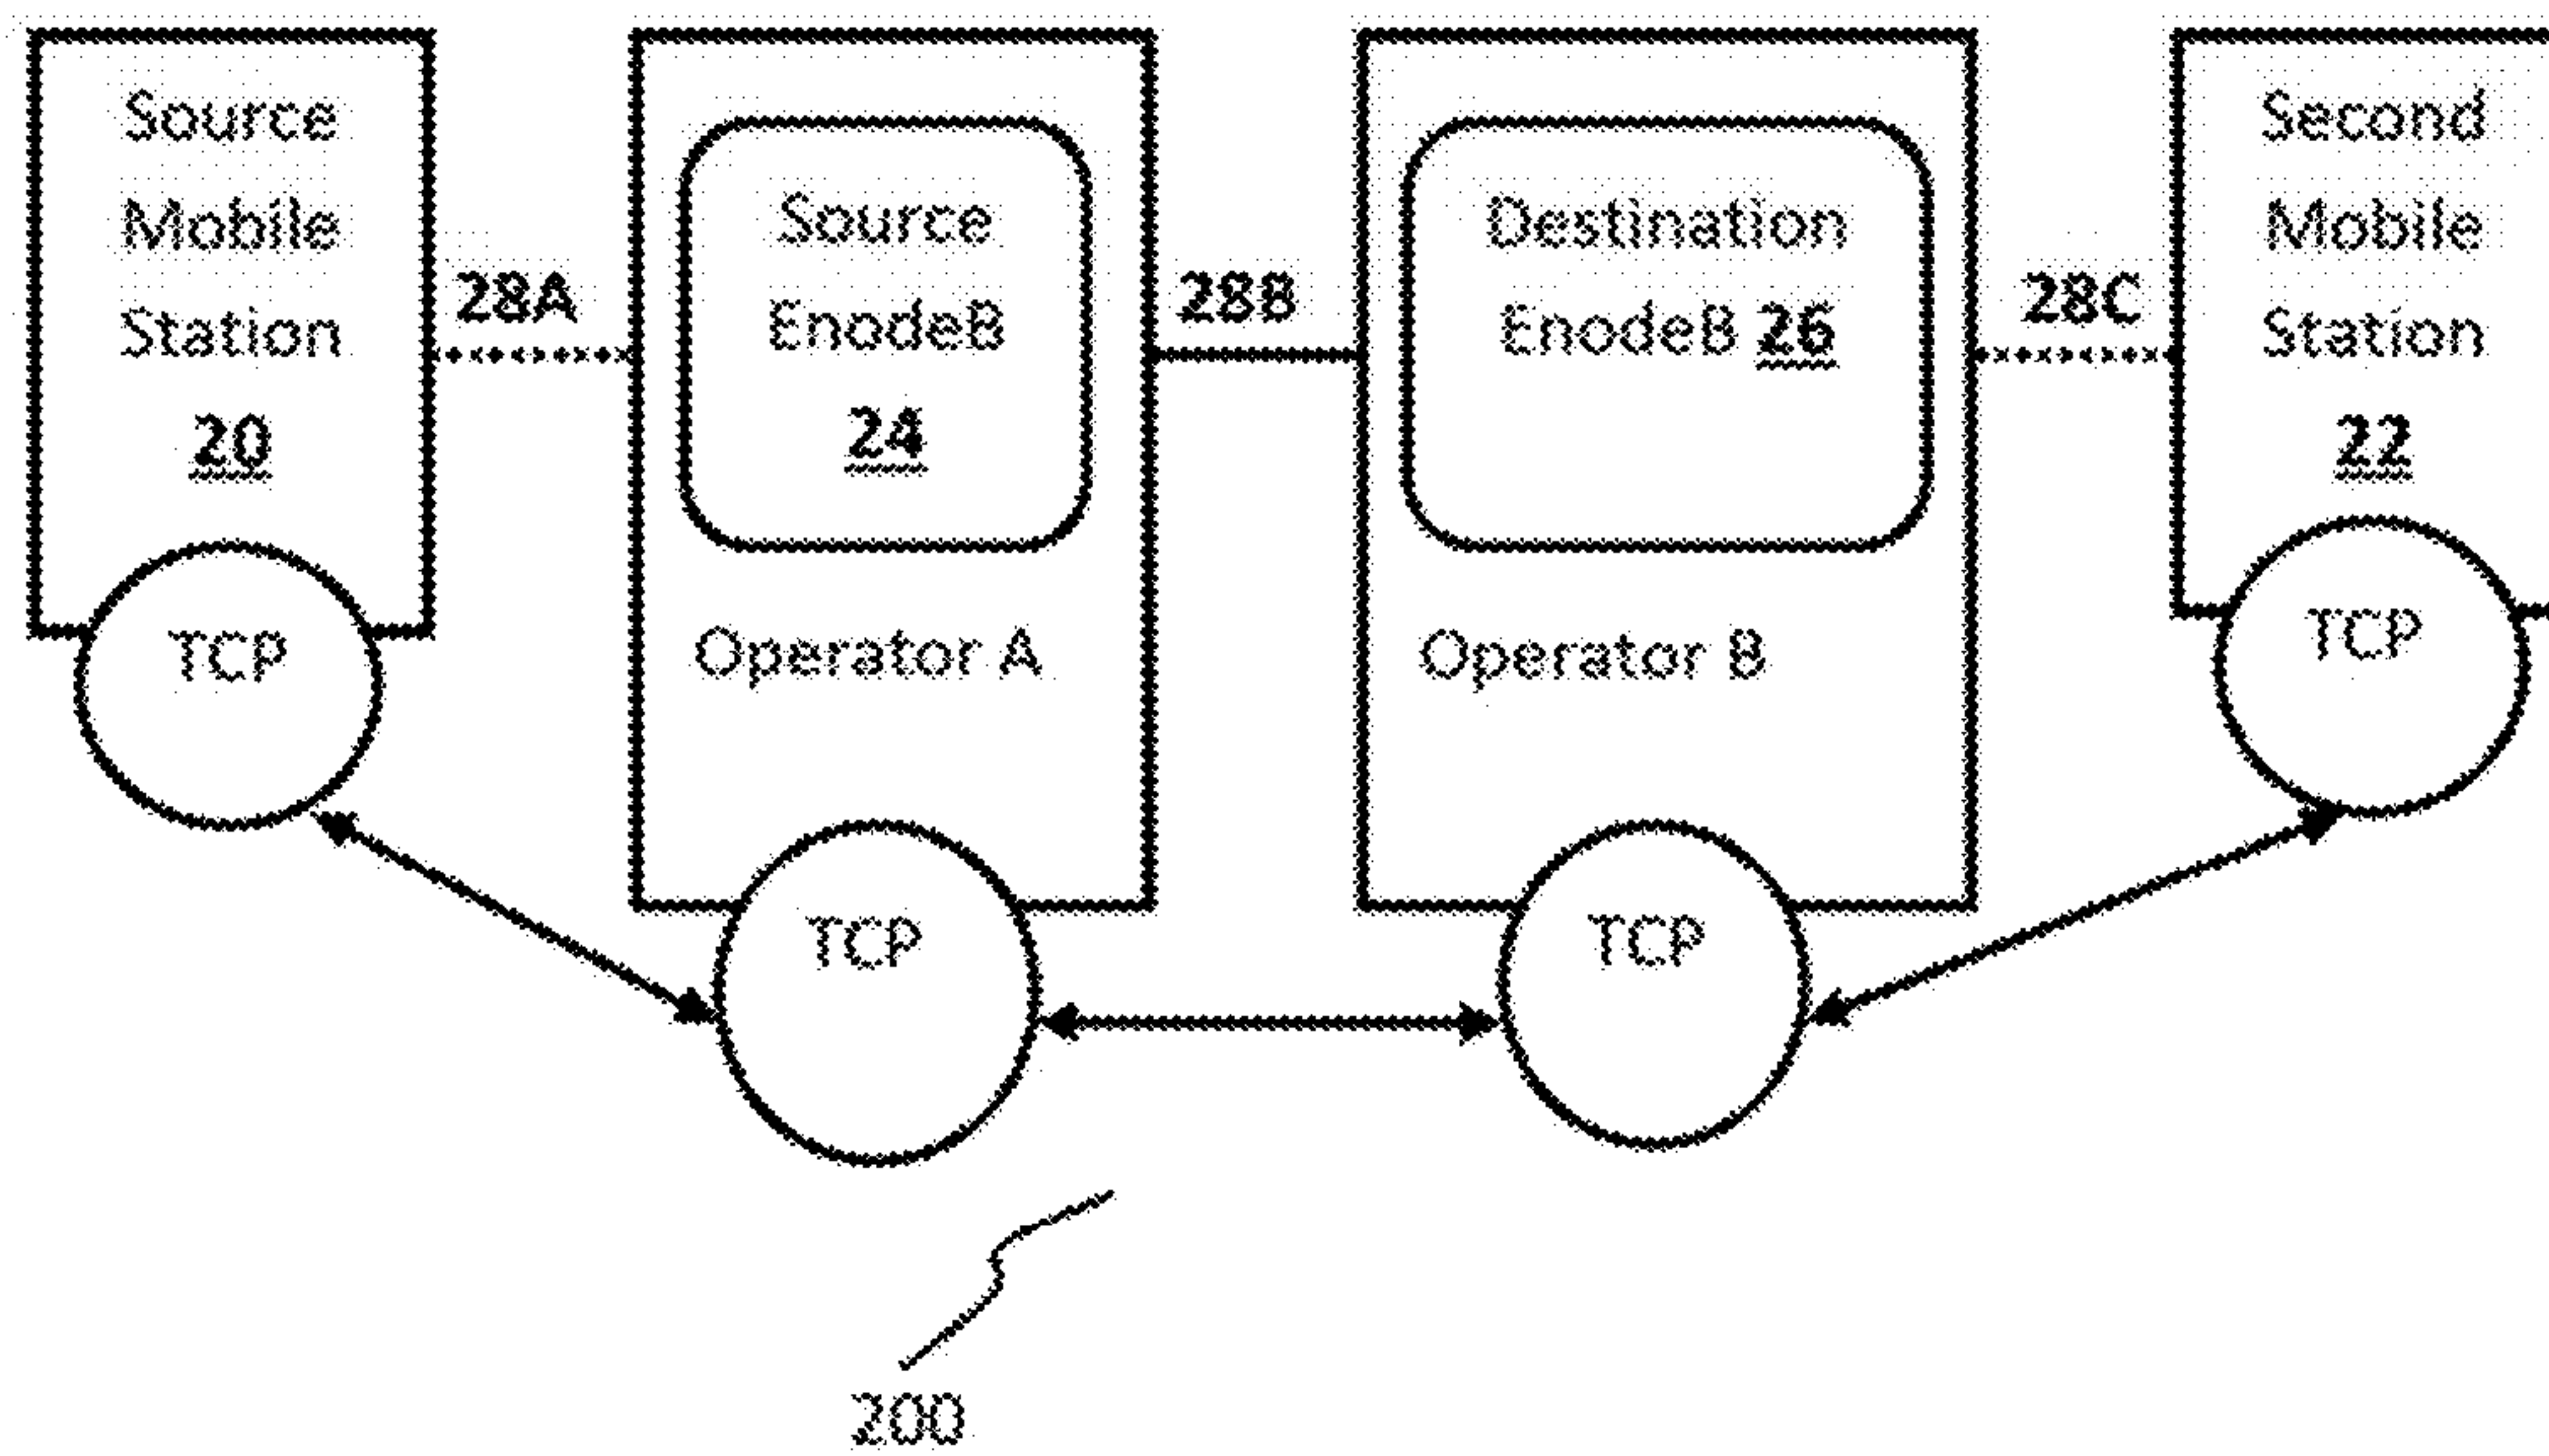 Source
Mobile
Station
20
28A
Source
EnodeB
24
28B
Destination
EnodeB 26
28C
Second
Mobile
Station
22
TCP
Operator A
Operator B
TCP
TCP
TCP
200